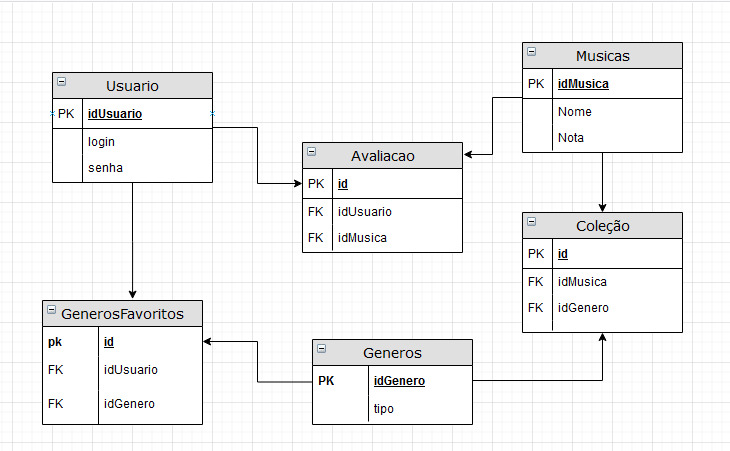 Usuario
PK idUsuario
login
senha
Musicas
PK idMusica
Nome
Nota
Avaliacao
PK id
FK idUsuario
FK idMusica
Coleção
PK id
FK idMusica
FK idGenero
GenerosFavoritos
pk id
FK idUsuario
FK idGenero
Generos
PK idGenero
tipo